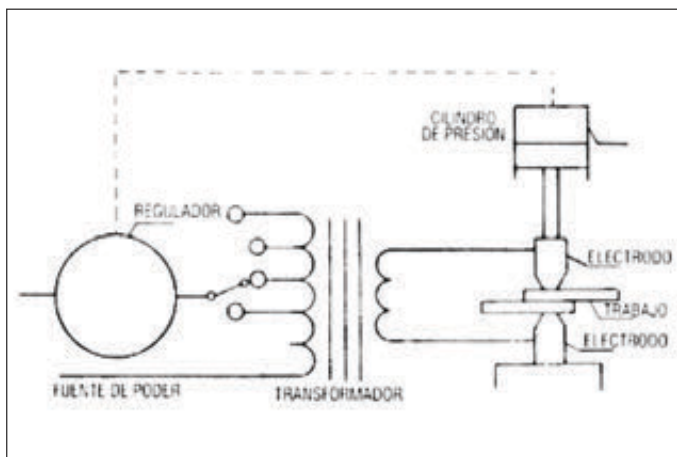 CILINDRO
DE PRESIÓN
REGULADOR
ELECTRODO
TRABAJO
ELECTRODO
FUENTE DE PODER
TRANSFORMADOR